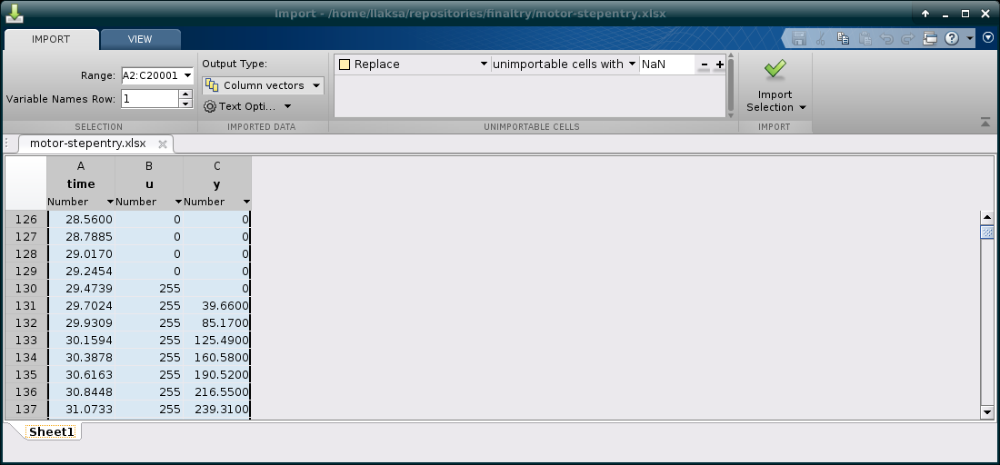 Import - /home/llaksa/repositories/finaltry/motor-stepentry.xlsx
IMPORT VIEW
Range: A2:C20001
Variable Names Row: 1
SELECTION
Output Type:
Column vectors
Text Opti...
IMPORTED DATA
Replace unimportable cells with NaN
UNIMPORTABLE CELLS
Import
Selection
IMPORT
motor-stepentry.xlsx
A B C
time u y
Number Number Number
126 28.5600 0 0
127 28.7885 0 0
128 29.0170 0 0
129 29.2454 0 0
130 29.4739 255 0
131 29.7024 255 39.6600
132 29.9309 255 85.1700
133 30.1594 255 125.4900
134 30.3878 255 160.5800
135 30.6163 255 190.5200
136 30.8448 255 216.5500
137 31.0733 255 239.3100
Sheet1